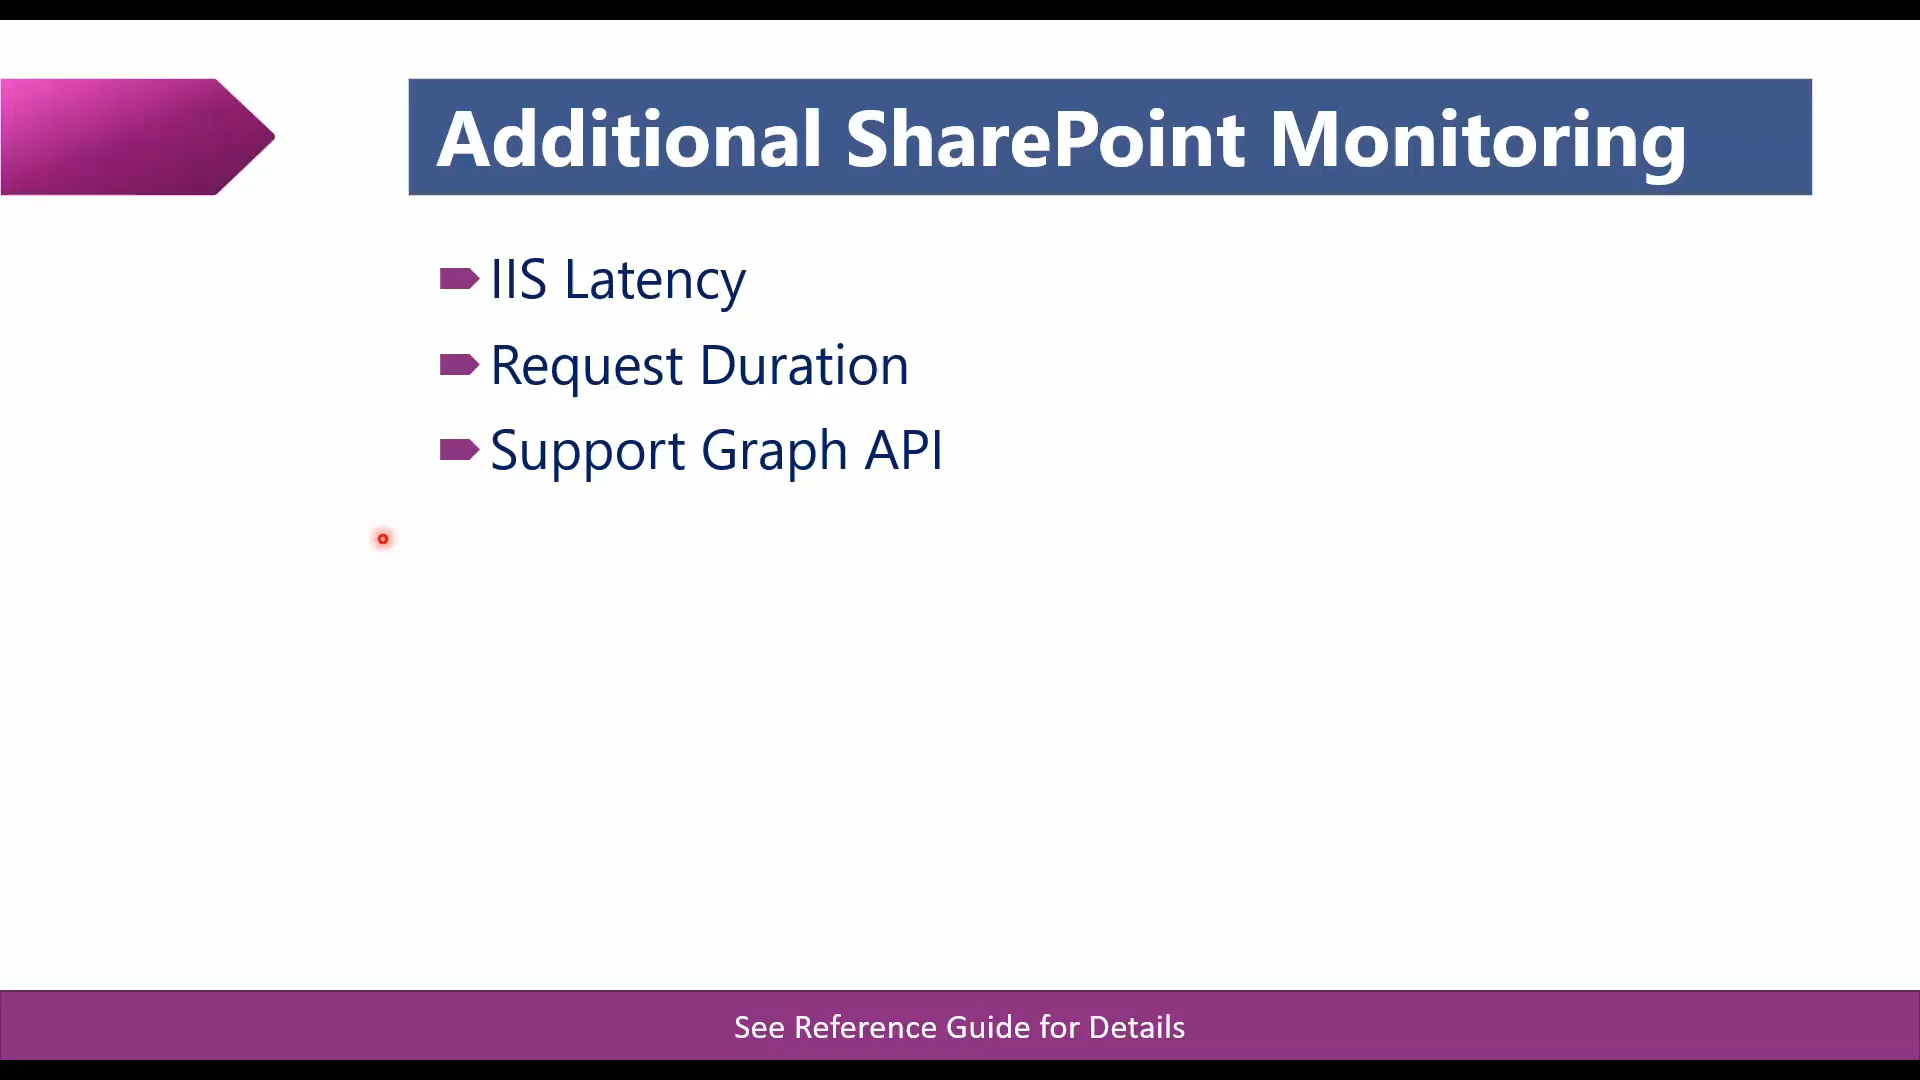 Additional SharePoint Monitoring
IIS Latency
Request Duration
Support Graph API
See Reference Guide for Details